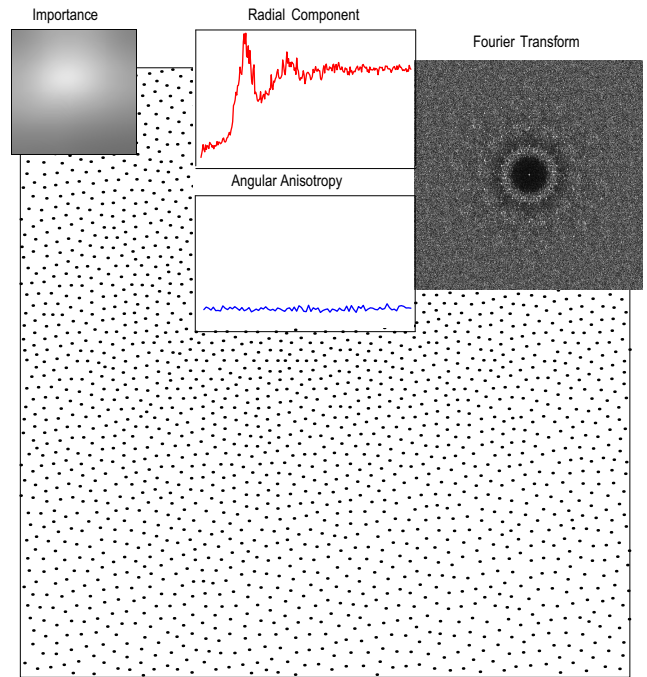 Importance
Radial Component
Fourier Transform
Angular Anisotropy